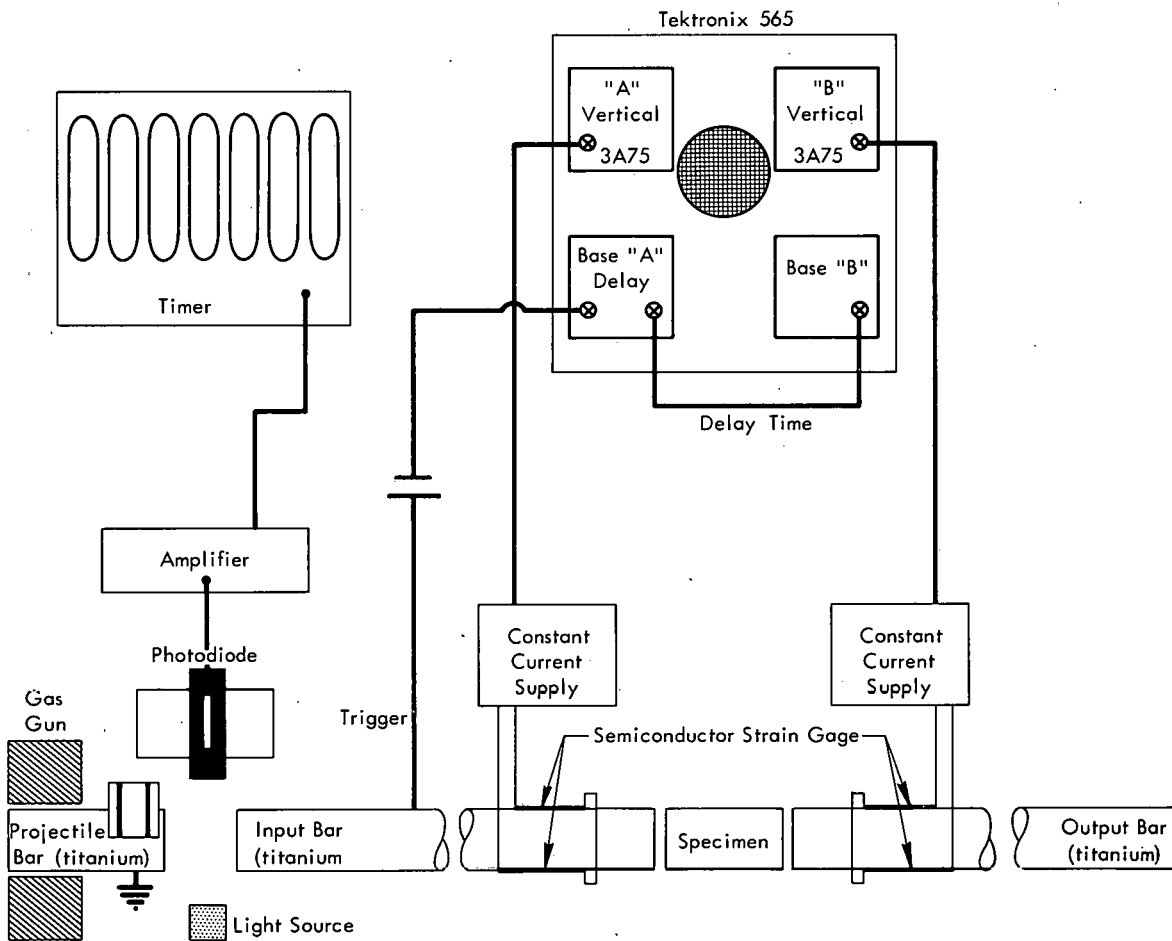 Tektronix 565
"A"
Vertical
3A75
"B"
Vertical
3A75
Base "A"
Delay
Base "B"
Delay Time
Timer
Amplifier
Photodiode
Gas
Gun
Trigger
Constant
Current
Supply
Constant
Current
Supply
Semiconductor Strain Gage
Projectile
Bar (titanium)
Input Bar
(titanium
Specimen
Output Bar
(titanium)
Light Source